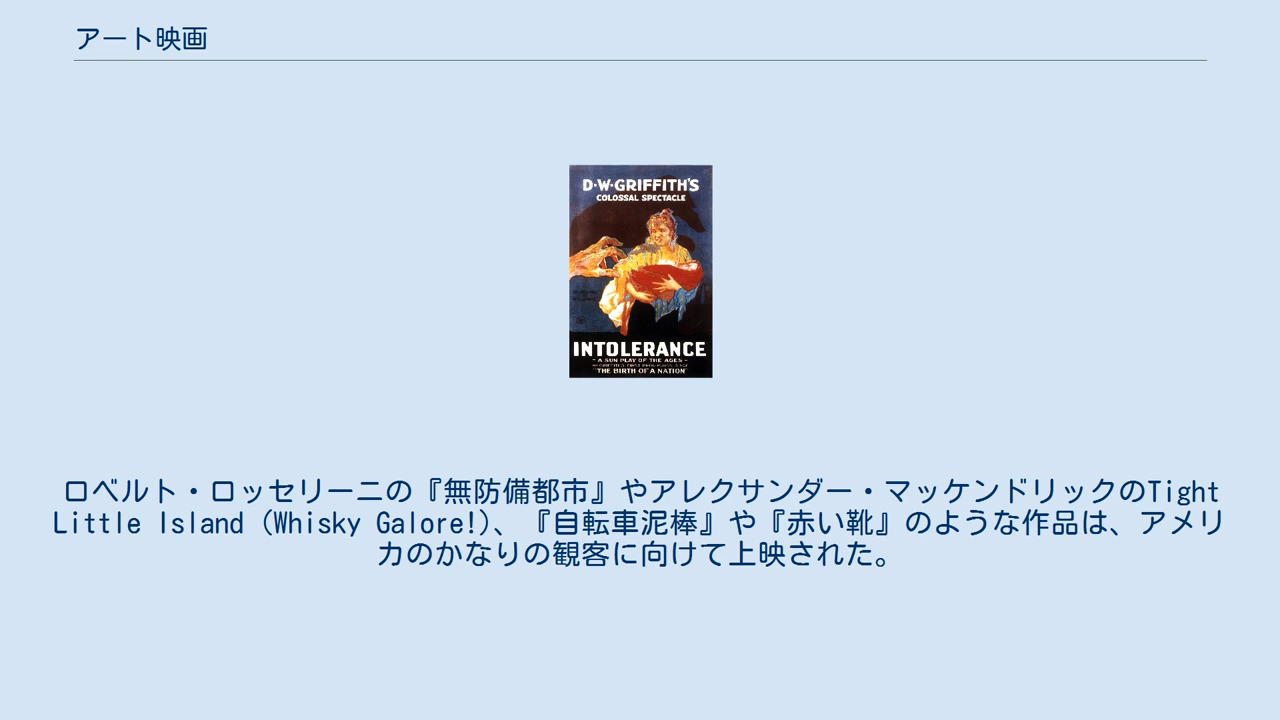 アート映画
D·W·GRIFFITH'S
COLOSSAL SPECTACLE
INTOLERANCE
- A SUN PLAY OF THE AGES -
"THE BIRTH OF A NATION"
ロベルト・ロッセリーニの『無防備都市』やアレクサンダー・マッケンドリックのTight
Little Island (Whisky Galore!)、『自転車泥棒』や『赤い靴』のような作品は、アメリ
カのかなりの観客に向けて上映された。